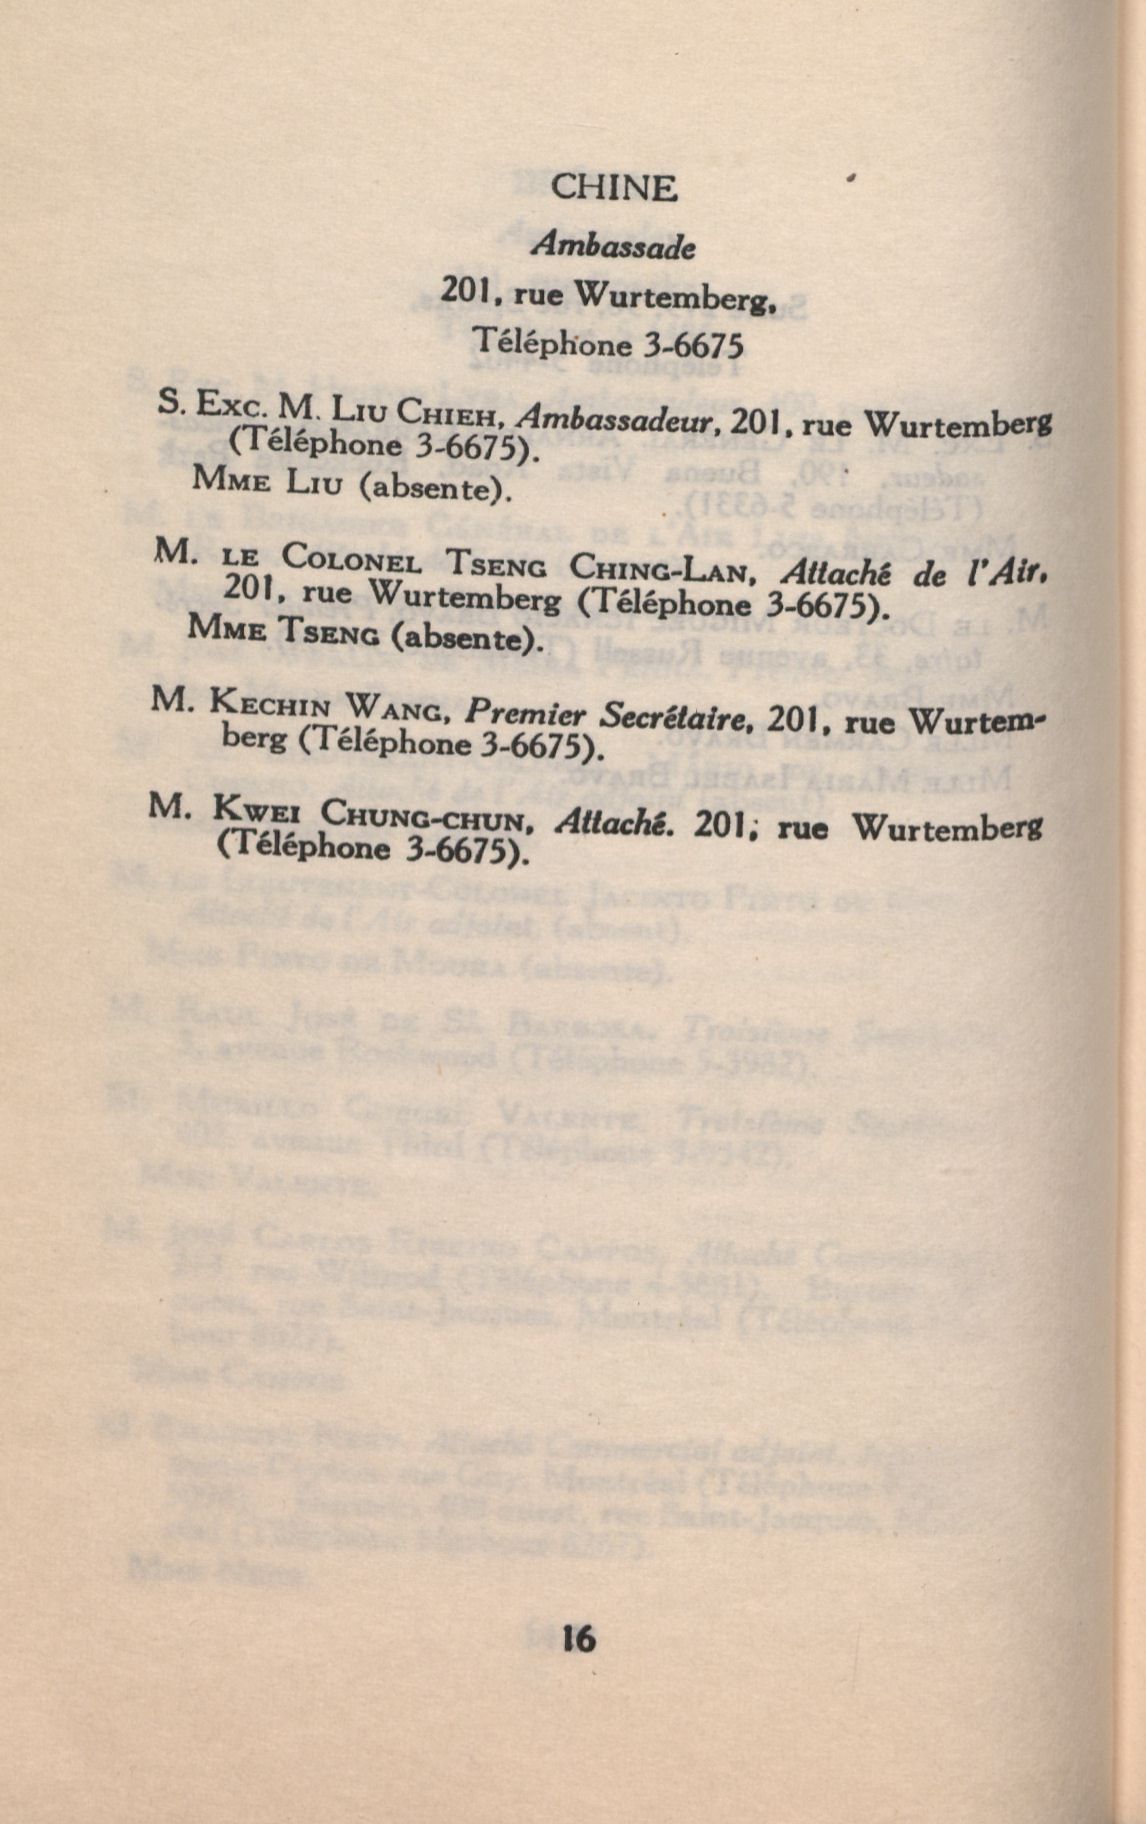 CHINE
Ambassade
201, rue Wurtemberg,
Téléphone 3-6675
S. Exc. M. Liu Chieh, Ambassadeur, 201, rue Wurtemberg
(Téléphone 3-6675).
Mme Liu (absente).
M. le Colonel Tseng Ching-Lan, Attaché de l'Air,
201, rue Wurtemberg (Téléphone 3-6675).
Mme Tseng (absente).
M. Kechin Wang, Premier Secrétaire, 201, rue Wurtem-
berg (Téléphone 3-6675).
M. Kwei Chung-chun, Attaché. 201; rue Wurtemberg
(Téléphone 3-6675).
16